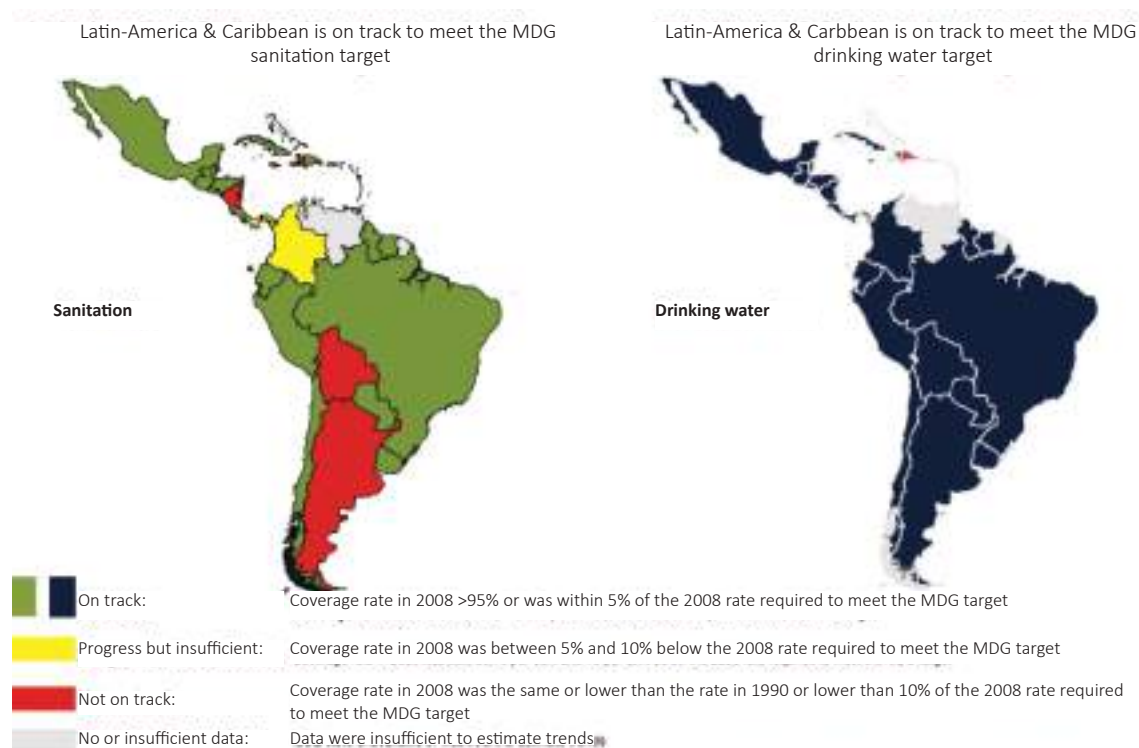 Latin-America & Caribbean is on track to meet the MDG
sanitation target
Latin-America & Caribbean is on track to meet the MDG
drinking water target
Sanitation
Drinking water
On track: Coverage rate in 2008 >95% or was within 5% of the 2008 rate required to meet the MDG target
Progress but insufficient: Coverage rate in 2008 was between 5% and 10% below the 2008 rate required to meet the MDG target
Not on track: Coverage rate in 2008 was the same or lower than the rate in 1990 or lower than 10% of the 2008 rate required
to meet the MDG target
No or insufficient data: Data were insufficient to estimate trends